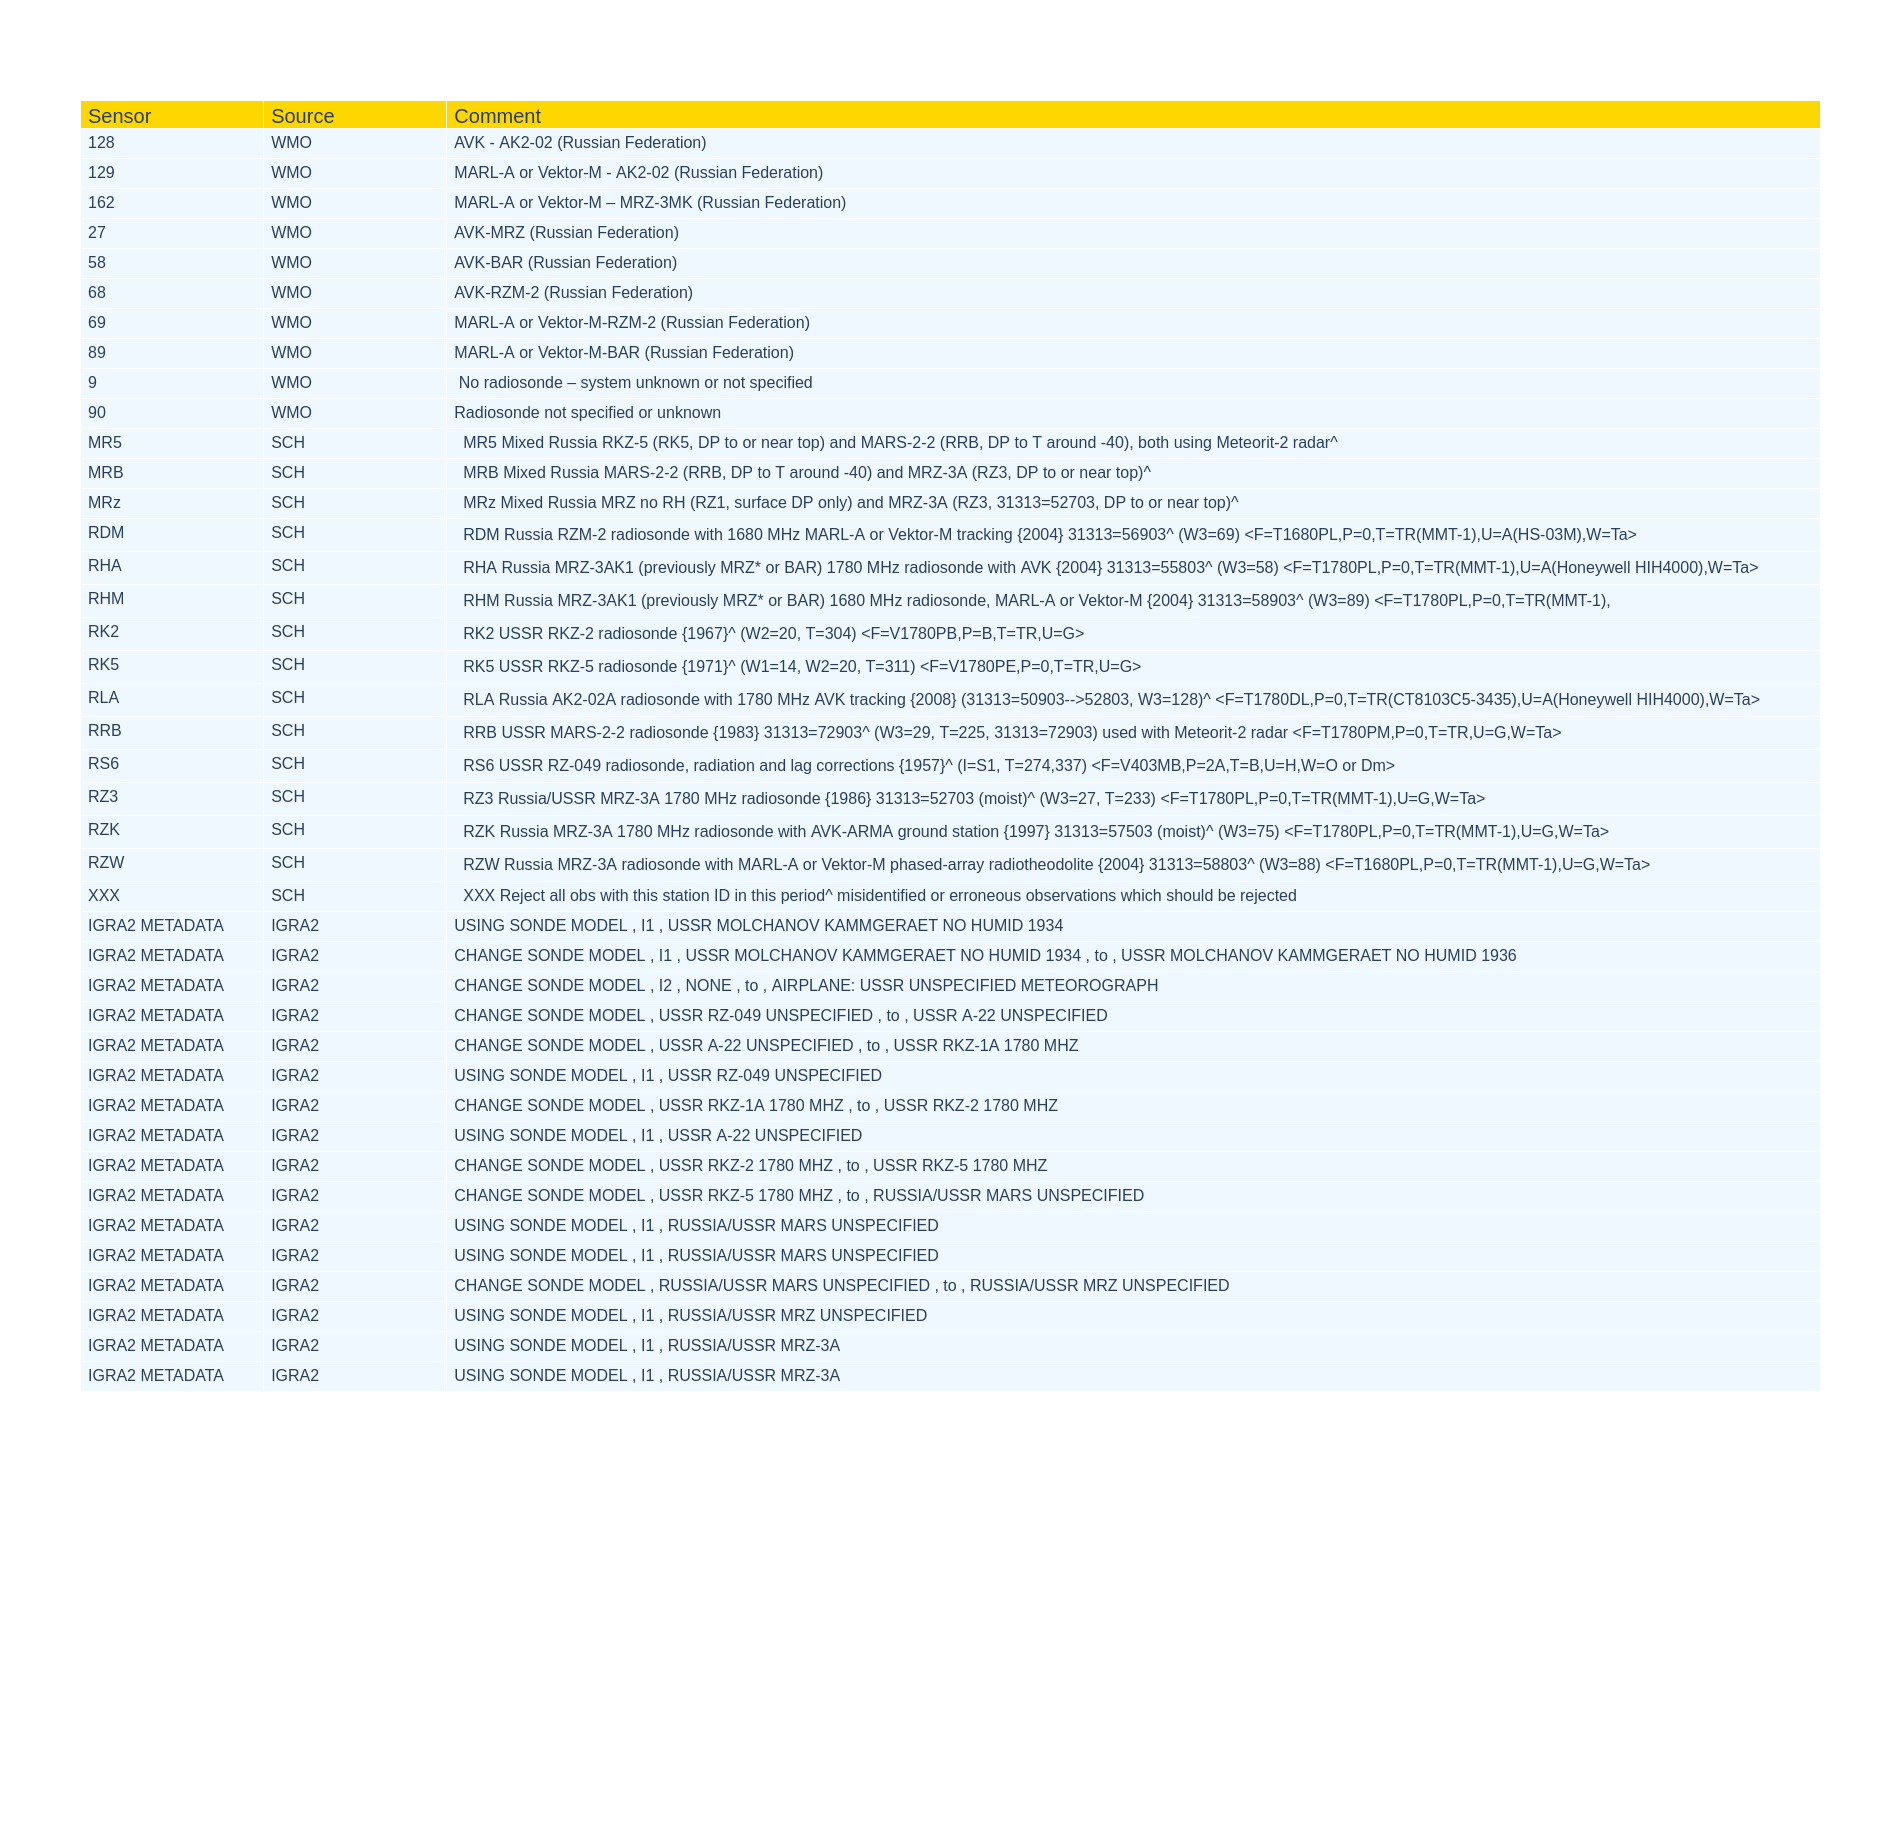 Sensor Source Comment
128 WMO AVK - AK2-02 (Russian Federation)
129 WMO MARL-A or Vektor-M - AK2-02 (Russian Federation)
162 WMO MARL-A or Vektor-M – MRZ-3MK (Russian Federation)
27 WMO AVK-MRZ (Russian Federation)
58 WMO AVK-BAR (Russian Federation)
68 WMO AVK-RZM-2 (Russian Federation)
69 WMO MARL-A or Vektor-M-RZM-2 (Russian Federation)
89 WMO MARL-A or Vektor-M-BAR (Russian Federation)
9 WMO No radiosonde – system unknown or not specified
90 WMO Radiosonde not specified or unknown
MR5 SCH MR5 Mixed Russia RKZ-5 (RK5, DP to or near top) and MARS-2-2 (RRB, DP to T around -40), both using Meteorit-2 radar^
MRB SCH MRB Mixed Russia MARS-2-2 (RRB, DP to T around -40) and MRZ-3A (RZ3, DP to or near top)^
MRz SCH MRz Mixed Russia MRZ no RH (RZ1, surface DP only) and MRZ-3A (RZ3, 31313=52703, DP to or near top)^
RDM SCH RDM Russia RZM-2 radiosonde with 1680 MHz MARL-A or Vektor-M tracking {2004} 31313=56903^ (W3=69) <F=T1680PL,P=0,T=TR(MMT-1),U=A(HS-03M),W=Ta>
RHA SCH RHA Russia MRZ-3AK1 (previously MRZ* or BAR) 1780 MHz radiosonde with AVK {2004} 31313=55803^ (W3=58) <F=T1780PL,P=0,T=TR(MMT-1),U=A(Honeywell HIH4000),W=Ta>
RHM SCH RHM Russia MRZ-3AK1 (previously MRZ* or BAR) 1680 MHz radiosonde, MARL-A or Vektor-M {2004} 31313=58903^ (W3=89) <F=T1780PL,P=0,T=TR(MMT-1),
RK2 SCH RK2 USSR RKZ-2 radiosonde {1967}^ (W2=20, T=304) <F=V1780PB,P=B,T=TR,U=G>
RK5 SCH RK5 USSR RKZ-5 radiosonde {1971}^ (W1=14, W2=20, T=311) <F=V1780PE,P=0,T=TR,U=G>
RLA SCH RLA Russia AK2-02A radiosonde with 1780 MHz AVK tracking {2008} (31313=50903-->52803, W3=128)^ <F=T1780DL,P=0,T=TR(CT8103C5-3435),U=A(Honeywell HIH4000),W=Ta>
RRB SCH RRB USSR MARS-2-2 radiosonde {1983} 31313=72903^ (W3=29, T=225, 31313=72903) used with Meteorit-2 radar <F=T1780PM,P=0,T=TR,U=G,W=Ta>
RS6 SCH RS6 USSR RZ-049 radiosonde, radiation and lag corrections {1957}^ (I=S1, T=274,337) <F=V403MB,P=2A,T=B,U=H,W=O or Dm>
RZ3 SCH RZ3 Russia/USSR MRZ-3A 1780 MHz radiosonde {1986} 31313=52703 (moist)^ (W3=27, T=233) <F=T1780PL,P=0,T=TR(MMT-1),U=G,W=Ta>
RZK SCH RZK Russia MRZ-3A 1780 MHz radiosonde with AVK-ARMA ground station {1997} 31313=57503 (moist)^ (W3=75) <F=T1780PL,P=0,T=TR(MMT-1),U=G,W=Ta>
RZW SCH RZW Russia MRZ-3A radiosonde with MARL-A or Vektor-M phased-array radiotheodolite {2004} 31313=58803^ (W3=88) <F=T1680PL,P=0,T=TR(MMT-1),U=G,W=Ta>
XXX SCH XXX Reject all obs with this station ID in this period^ misidentified or erroneous observations which should be rejected
IGRA2 METADATA IGRA2 USING SONDE MODEL , I1 , USSR MOLCHANOV KAMMGERAET NO HUMID 1934
IGRA2 METADATA IGRA2 CHANGE SONDE MODEL , I1 , USSR MOLCHANOV KAMMGERAET NO HUMID 1934 , to , USSR MOLCHANOV KAMMGERAET NO HUMID 1936
IGRA2 METADATA IGRA2 CHANGE SONDE MODEL , I2 , NONE , to , AIRPLANE: USSR UNSPECIFIED METEOROGRAPH
IGRA2 METADATA IGRA2 CHANGE SONDE MODEL , USSR RZ-049 UNSPECIFIED , to , USSR A-22 UNSPECIFIED
IGRA2 METADATA IGRA2 CHANGE SONDE MODEL , USSR A-22 UNSPECIFIED , to , USSR RKZ-1A 1780 MHZ
IGRA2 METADATA IGRA2 USING SONDE MODEL , I1 , USSR RZ-049 UNSPECIFIED
IGRA2 METADATA IGRA2 CHANGE SONDE MODEL , USSR RKZ-1A 1780 MHZ , to , USSR RKZ-2 1780 MHZ
IGRA2 METADATA IGRA2 USING SONDE MODEL , I1 , USSR A-22 UNSPECIFIED
IGRA2 METADATA IGRA2 CHANGE SONDE MODEL , USSR RKZ-2 1780 MHZ , to , USSR RKZ-5 1780 MHZ
IGRA2 METADATA IGRA2 CHANGE SONDE MODEL , USSR RKZ-5 1780 MHZ , to , RUSSIA/USSR MARS UNSPECIFIED
IGRA2 METADATA IGRA2 USING SONDE MODEL , I1 , RUSSIA/USSR MARS UNSPECIFIED
IGRA2 METADATA IGRA2 USING SONDE MODEL , I1 , RUSSIA/USSR MARS UNSPECIFIED
IGRA2 METADATA IGRA2 CHANGE SONDE MODEL , RUSSIA/USSR MARS UNSPECIFIED , to , RUSSIA/USSR MRZ UNSPECIFIED
IGRA2 METADATA IGRA2 USING SONDE MODEL , I1 , RUSSIA/USSR MRZ UNSPECIFIED
IGRA2 METADATA IGRA2 USING SONDE MODEL , I1 , RUSSIA/USSR MRZ-3A
IGRA2 METADATA IGRA2 USING SONDE MODEL , I1 , RUSSIA/USSR MRZ-3A